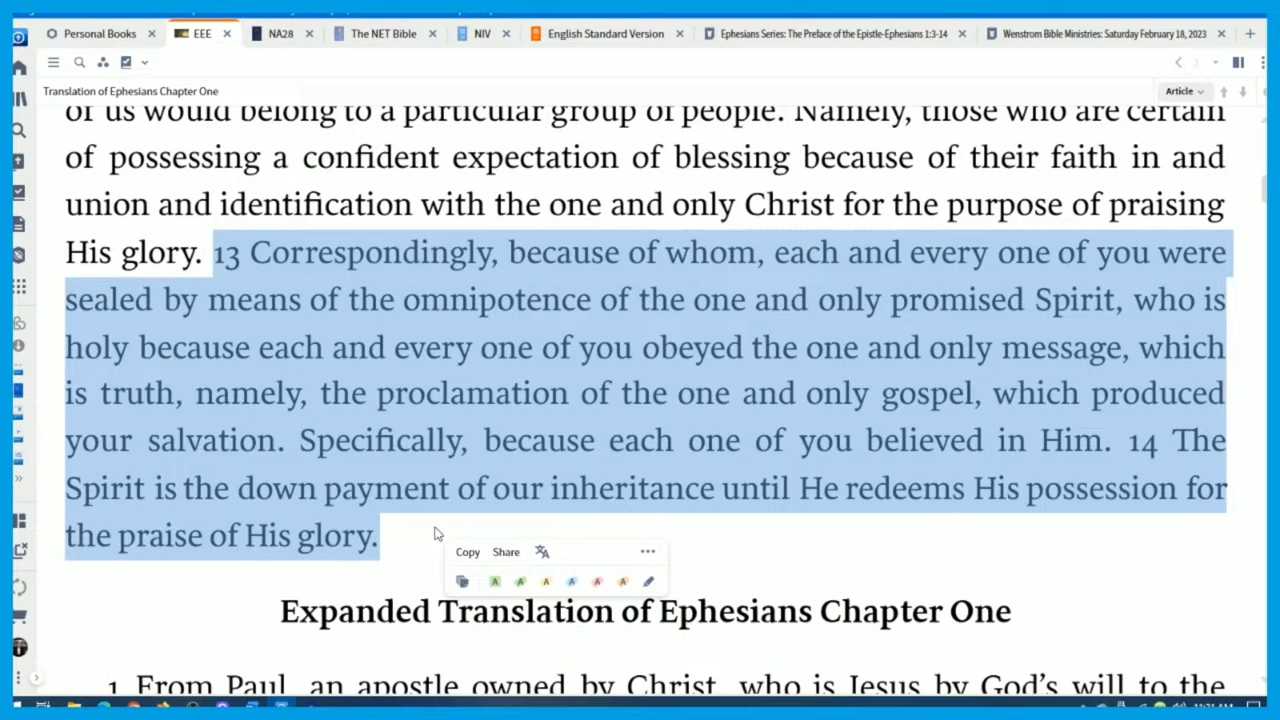 Personal Books EEE NA28 The NET Bible NIV English Standard Version Ephesians Series: The Preface of the Epistle-Ephesians 1:3-14 Wenstrom Bible Ministries: Saturday February 18, 2023
Translation of Ephesians Chapter One Article
of us would belong to a particular group of people. Namely, those who are certain
of possessing a confident expectation of blessing because of their faith in and
union and identification with the one and only Christ for the purpose of praising
His glory. 13 Correspondingly, because of whom, each and every one of you were
sealed by means of the omnipotence of the one and only promised Spirit, who is
holy because each and every one of you obeyed the one and only message, which
is truth, namely, the proclamation of the one and only gospel, which produced
your salvation. Specifically, because each one of you believed in Him. 14 The
Spirit is the down payment of our inheritance until He redeems His possession for
the praise of His glory.
Copy Share
A A A A A A
Expanded Translation of Ephesians Chapter One
1 From Paul, an apostle owned by Christ, who is Jesus by God’s will to the